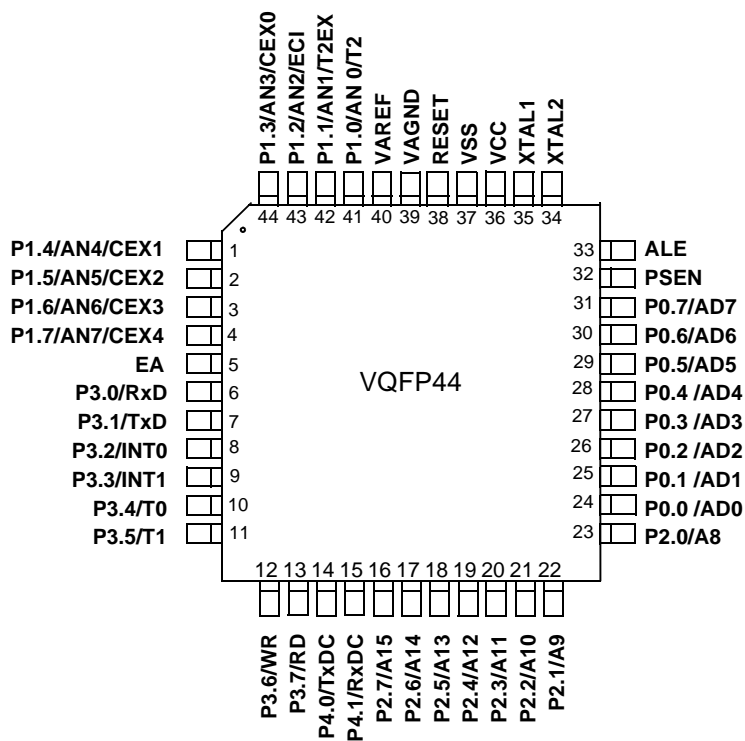 P1.3/AN3/CEX0
P1.2/AN2/ECI
P1.1/AN1/T2EX
P1.0/AN 0/T2
VAREF
VAGND
RESET
VSS
VCC
XTAL1
XTAL2
44 43 42 41 40 39 38 37 36 35 34
P1.4/AN4/CEX1 1
P1.5/AN5/CEX2 2
P1.6/AN6/CEX3 3
P1.7/AN7/CEX4 4
EA 5
P3.0/RxD 6
P3.1/TxD 7
P3.2/INT0 8
P3.3/INT1 9
P3.4/T0 10
P3.5/T1 11
VQFP44
33 ALE
32 PSEN
31 P0.7/AD7
30 P0.6/AD6
29 P0.5/AD5
28 P0.4 /AD4
27 P0.3 /AD3
26 P0.2 /AD2
25 P0.1 /AD1
24 P0.0 /AD0
23 P2.0/A8
12 13 14 15 16 17 18 19 20 21 22
P3.6/WR
P3.7/RD
P4.0/TxDC
P4.1/RxDC
P2.7/A15
P2.6/A14
P2.5/A13
P2.4/A12
P2.3/A11
P2.2/A10
P2.1/A9